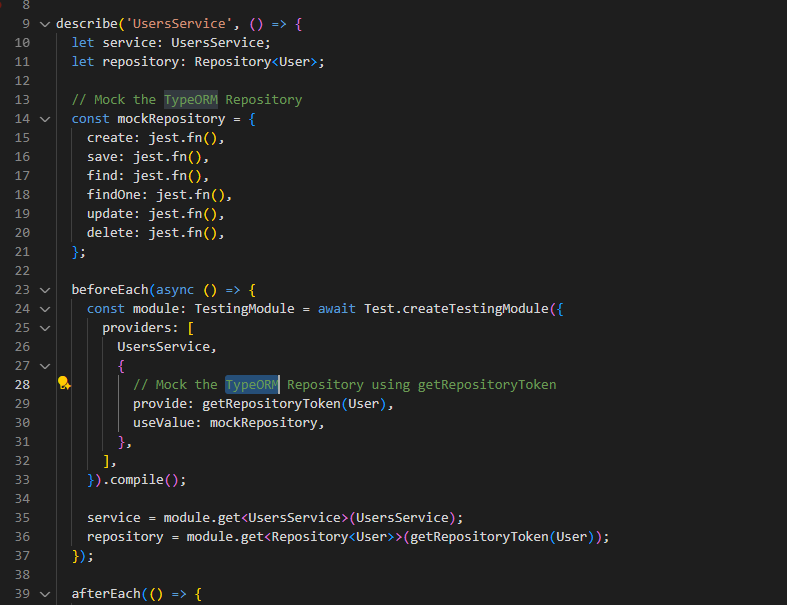 8
9 describe('UsersService', () => {
10 let service: UsersService;
11 let repository: Repository<User>;
12
13 // Mock the TypeORM Repository
14 const mockRepository = {
15 create: jest.fn(),
16 save: jest.fn(),
17 find: jest.fn(),
18 findOne: jest.fn(),
19 update: jest.fn(),
20 delete: jest.fn(),
21 };
22
23 beforeEach(async () => {
24 const module: TestingModule = await Test.createTestingModule({
25 providers: [
26 UsersService,
27 {
28 // Mock the TypeORM Repository using getRepositoryToken
29 provide: getRepositoryToken(User),
30 useValue: mockRepository,
31 },
32 ],
33 }).compile();
34
35 service = module.get<UsersService>(UsersService);
36 repository = module.get<Repository<User>>(getRepositoryToken(User));
37 });
38
39 afterEach(() => {